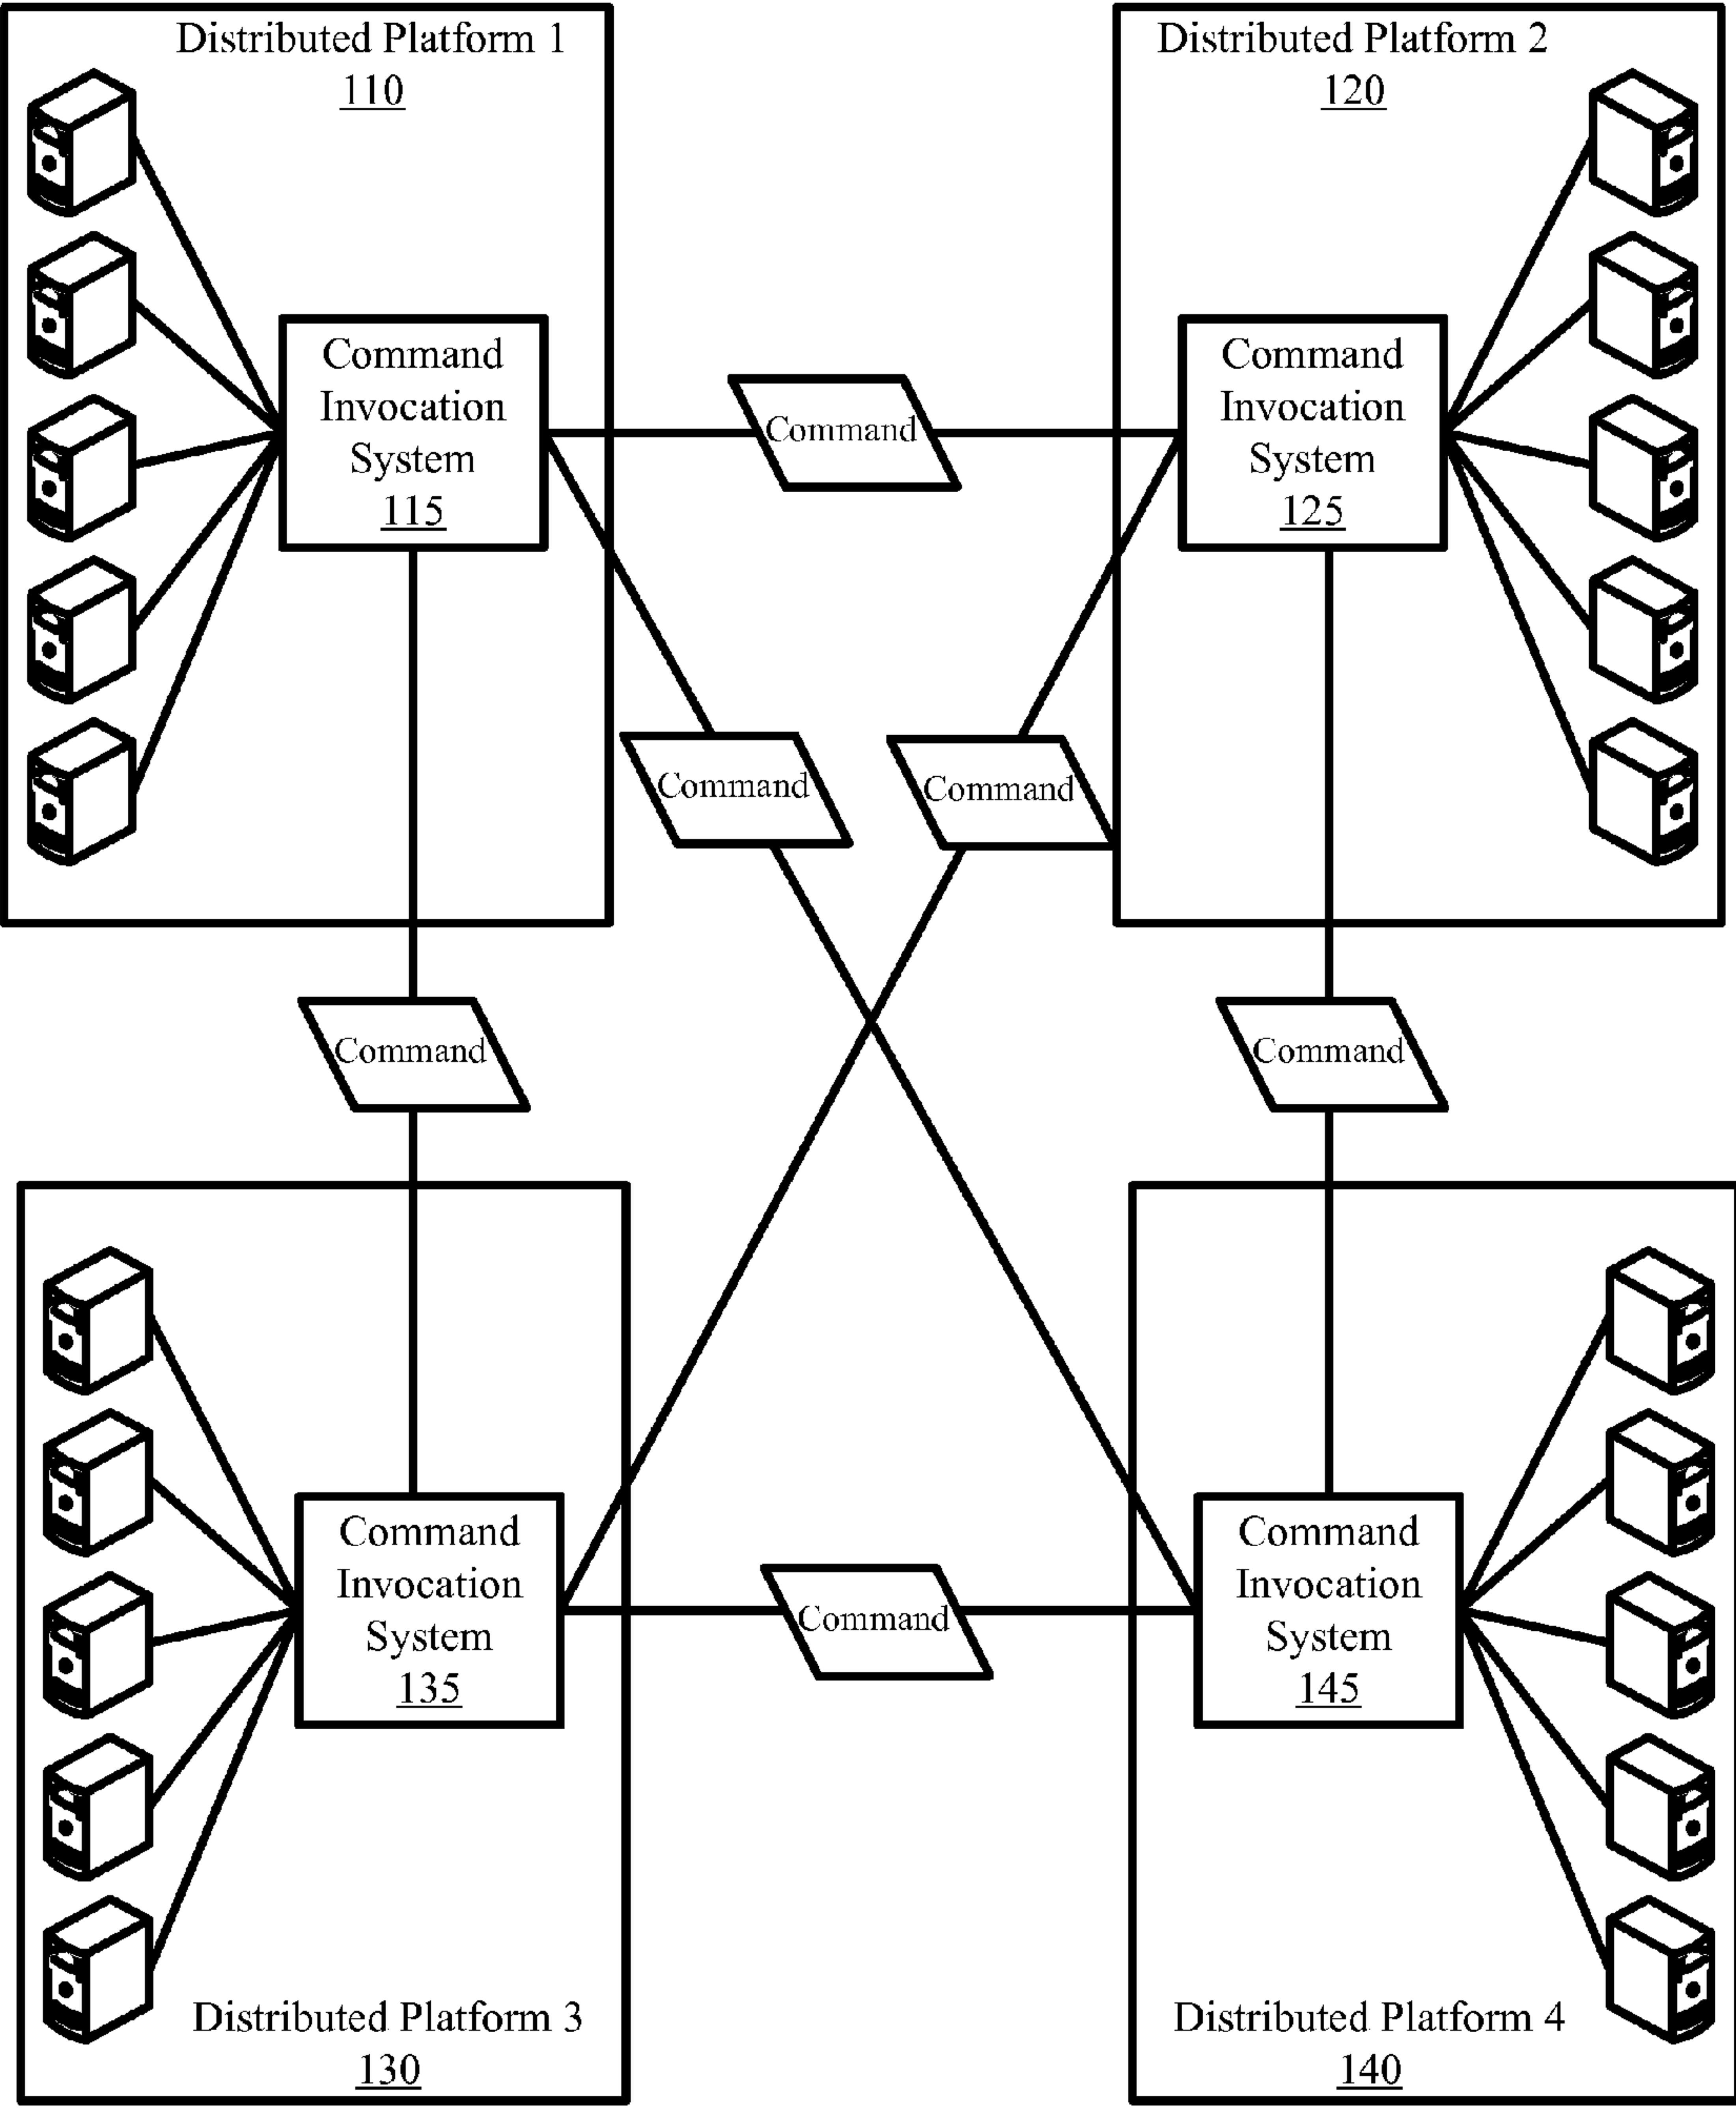 Distributed Platform 1
110
Distributed Platform 2
120
Command
Invocation
System
115
Command
Command
Invocation
System
125
Command
Command
Command
Command
Command
Invocation
System
135
Command
Command
Invocation
System
145
Distributed Platform 3
130
Distributed Platform 4
140